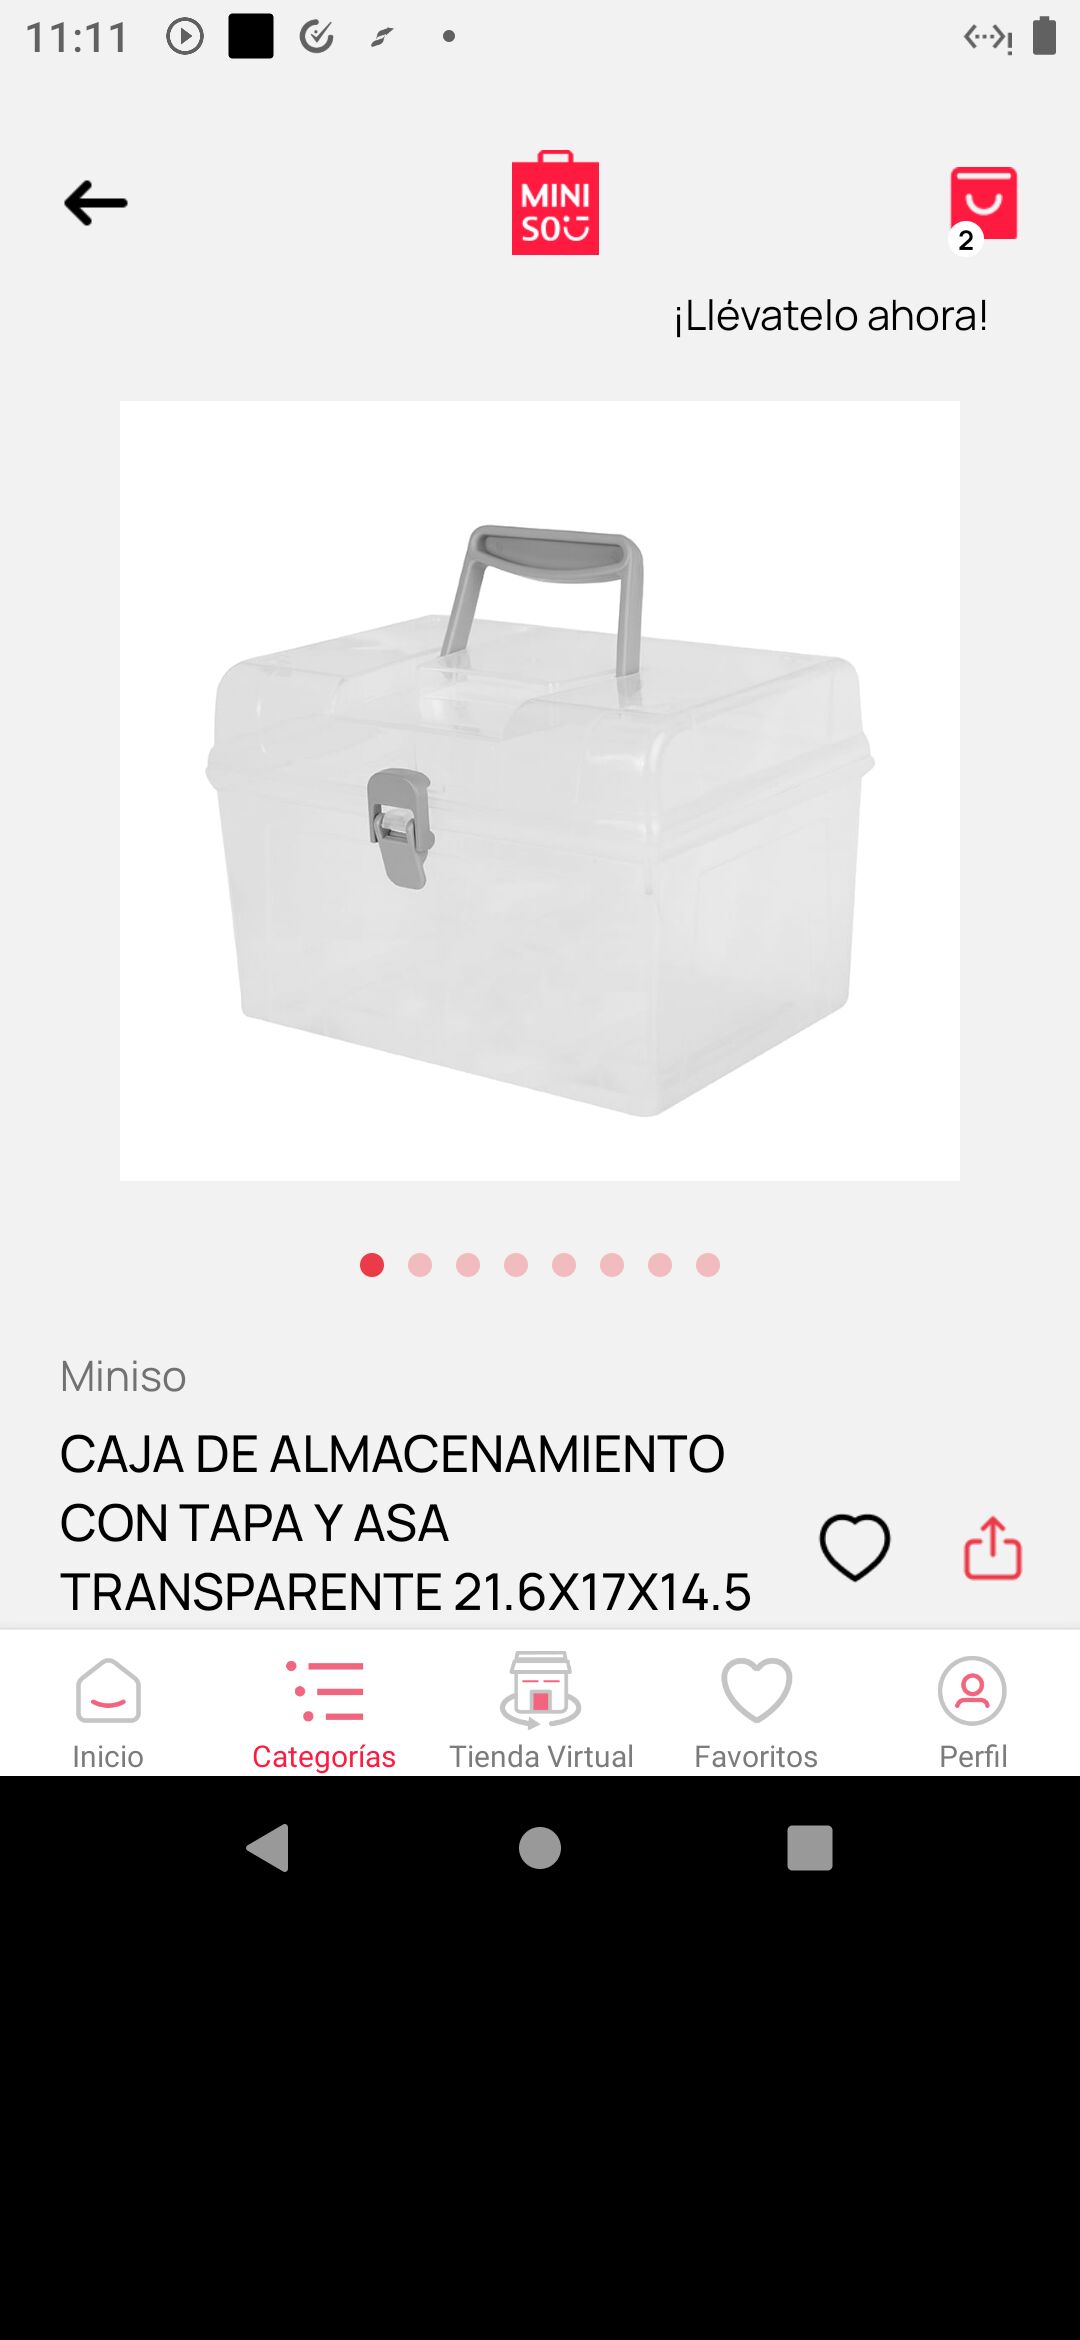 11:11
MINI
SO
2
¡Llévatelo ahora!
Miniso
CAJA DE ALMACENAMIENTO
CON TAPA Y ASA
TRANSPARENTE 21.6X17X14.5
Inicio
Categorías
Tienda Virtual
Favoritos
Perfil